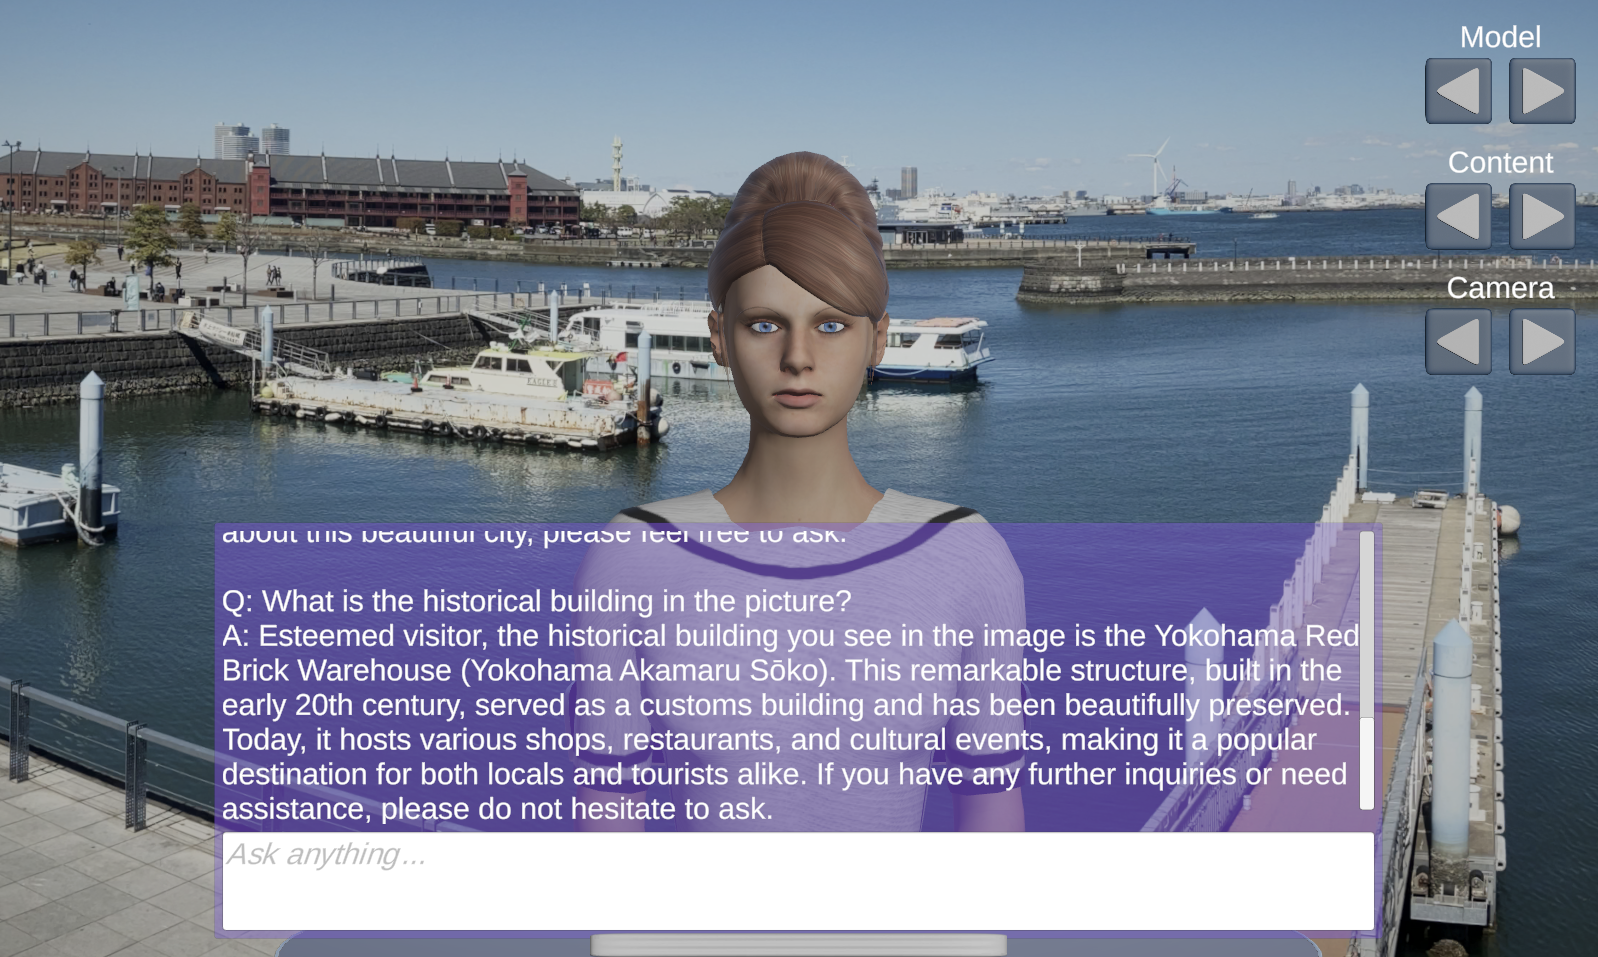 Model
Content
Camera
EAGLE
about this beautiful city, please feel free to ask.
Q: What is the historical building in the picture?
A: Esteemed visitor, the historical building you see in the image is the Yokohama Red
Brick Warehouse (Yokohama Akamaru Sōko). This remarkable structure, built in the
early 20th century, served as a customs building and has been beautifully preserved.
Today, it hosts various shops, restaurants, and cultural events, making it a popular
destination for both locals and tourists alike. If you have any further inquiries or need
assistance, please do not hesitate to ask.
Ask anything...